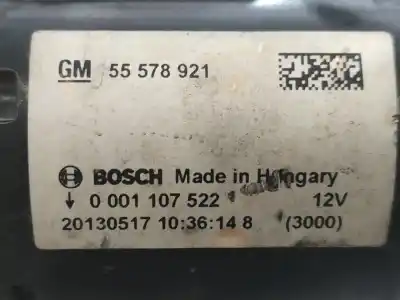 GM 55 578 921
BOSCH Made in Hungary
↓ 0 001 107 522 12V
20130517 10:36:14 8 (3000)